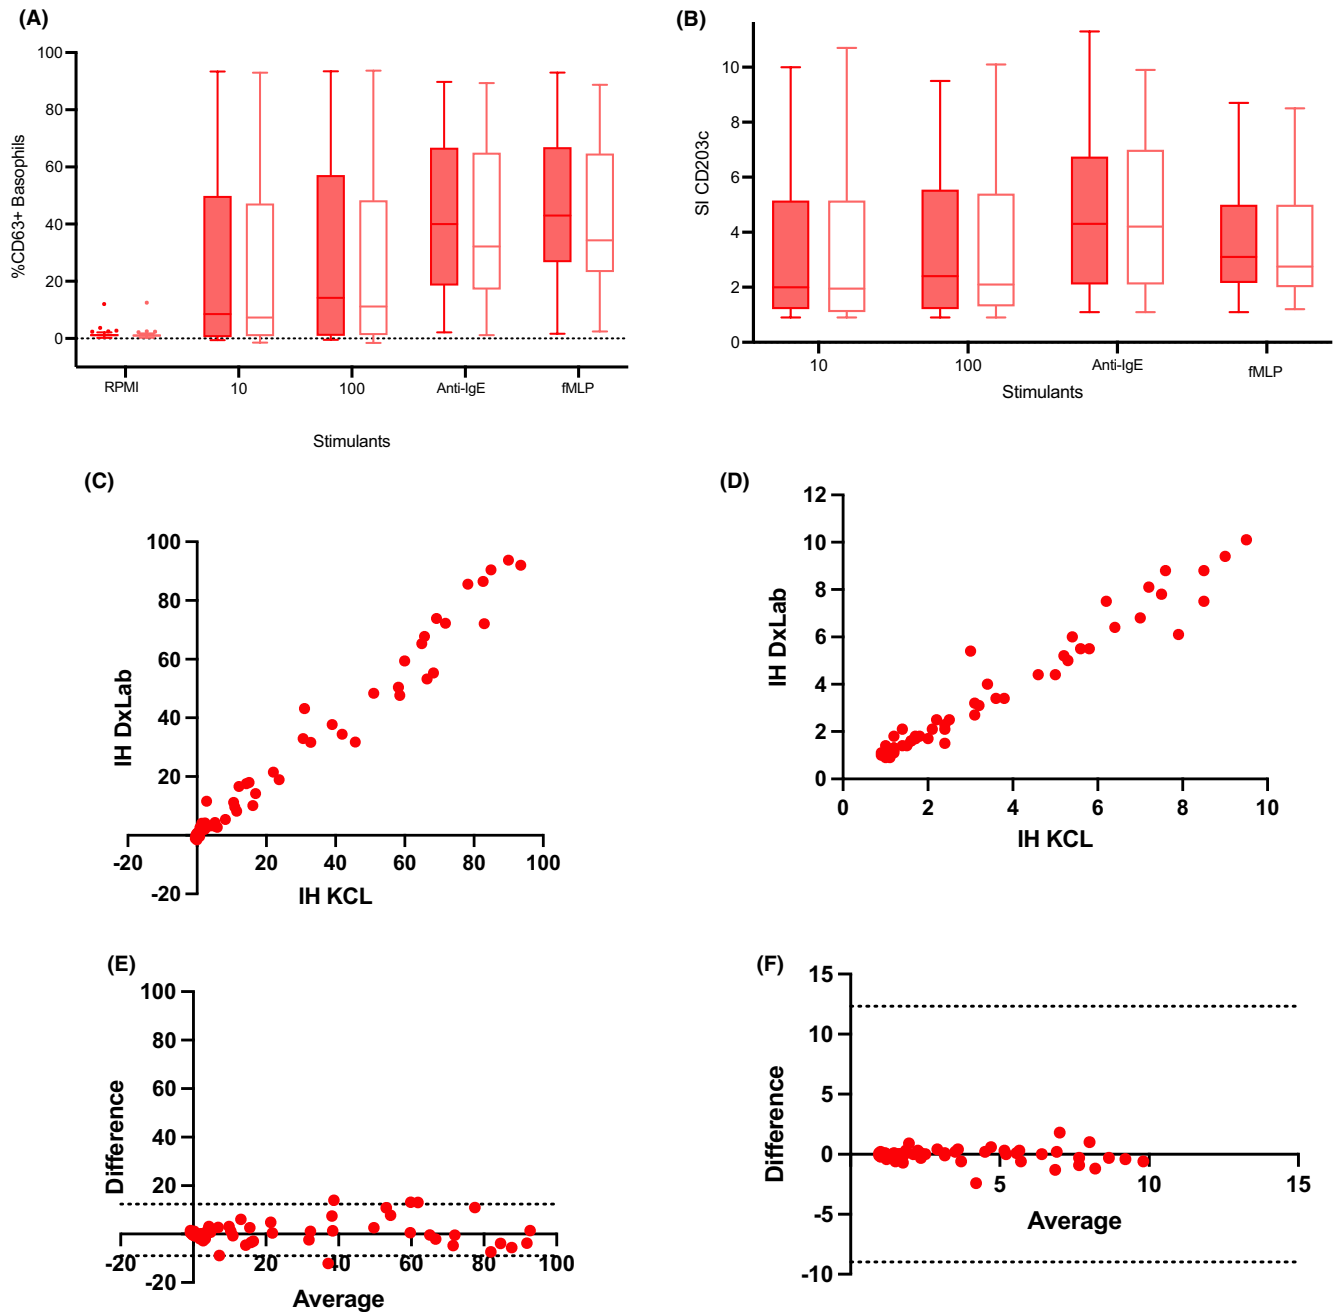 (A)
100
80
60
40
20
0
%CD63+ Basophils
RPMI
10
100
Anti-IgE
fMLP
Stimulants
(B)
10
8
6
4
2
0
SI CD203c
10
100
Anti-IgE
fMLP
Stimulants
(C)
100
80
60
40
20
-20
IH DxLab
-20
20
40
60
80
100
IH KCL
(D)
12
10
8
6
4
2
0
IH DxLab
0
2
4
6
8
10
IH KCL
(E)
100
80
60
40
20
-20
Difference
-20
20
40
60
80
100
Average
(F)
15
10
5
0
-5
-10
Difference
5
10
15
Average